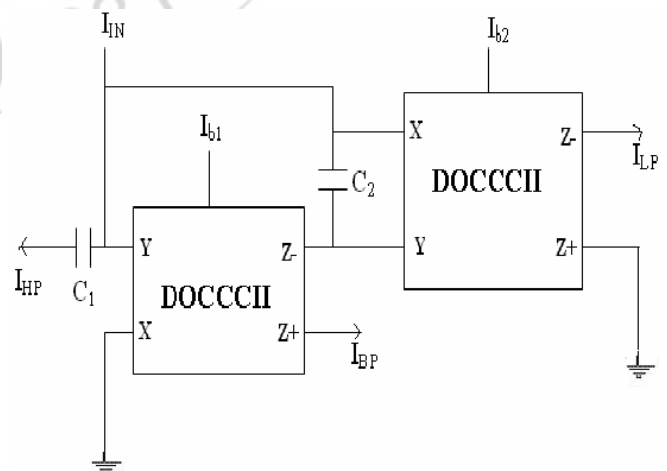 I_IN
I_b2
I_b1
X
Z-
I_LP
C_2
DOCCCII
Y
Z-
Y
Z+
I_HP
C_1
DOCCCII
X
Z+
I_BP